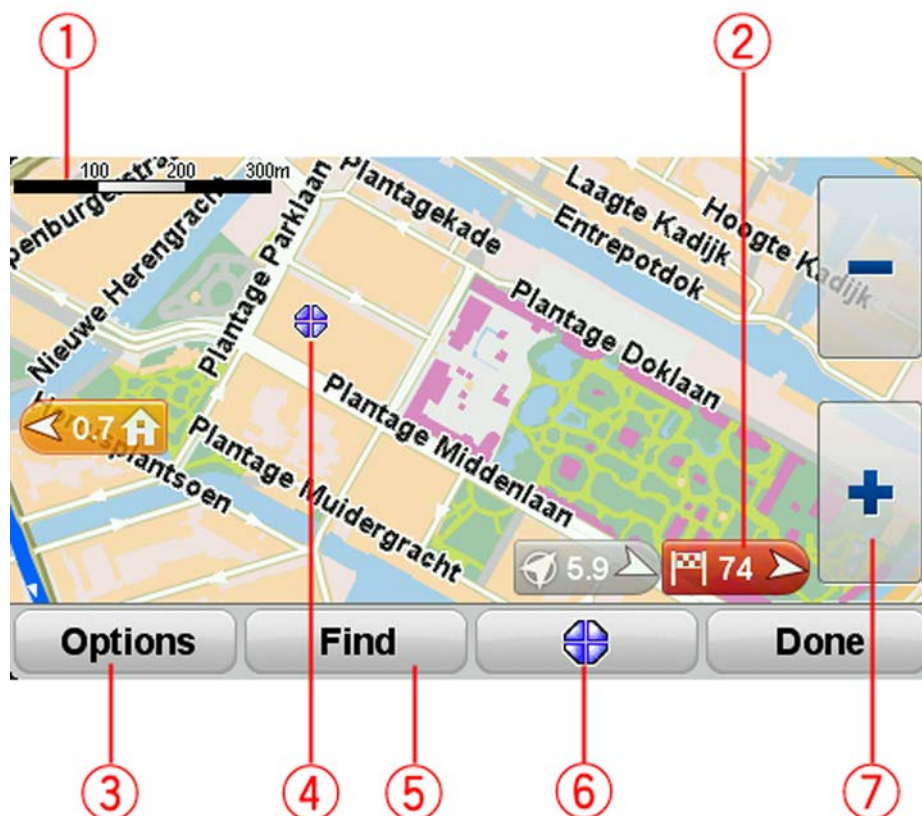 1
2
100 200 300m
penburgerstra
Nieuwe Herengracht
Plantage Parklaan
Plantagekade
Laagte Kadijk
Entrepotdok
Hoogte Kadijk
Plantage Doklaan
0.7
Plantage Middenlaan
Plantage Muidergracht
5.9
74
Options
Find
Done
3
4
5
6
7